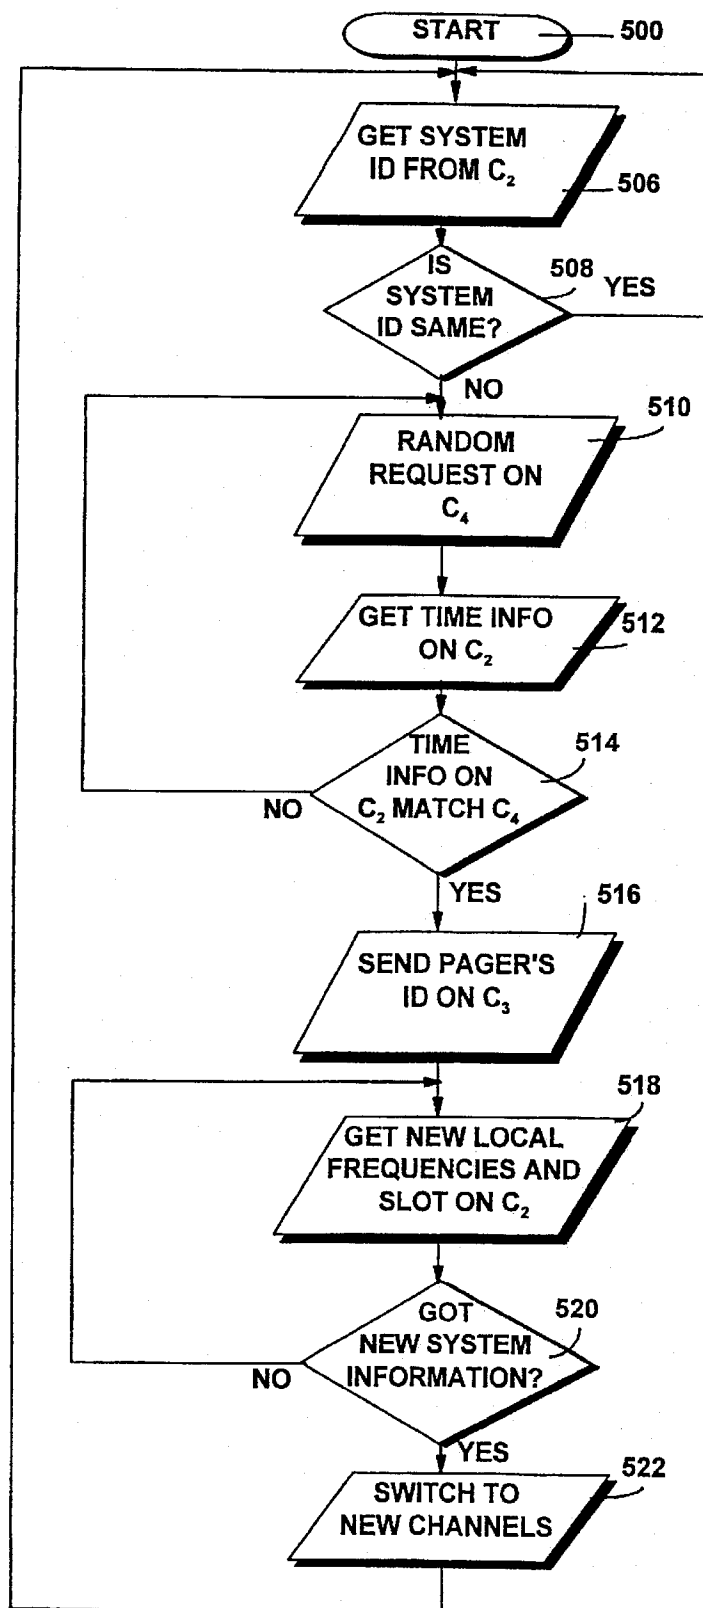 START
500
GET SYSTEM
ID FROM C₂
506
IS
SYSTEM
ID SAME?
508
YES
NO
510
RANDOM
REQUEST ON
C₄
GET TIME INFO
ON C₂
512
TIME
INFO ON
C₂ MATCH C₄
514
NO
YES
516
SEND PAGER'S
ID ON C₃
518
GET NEW LOCAL
FREQUENCIES AND
SLOT ON C₂
GOT
NEW SYSTEM
INFORMATION?
520
NO
YES
522
SWITCH TO
NEW CHANNELS